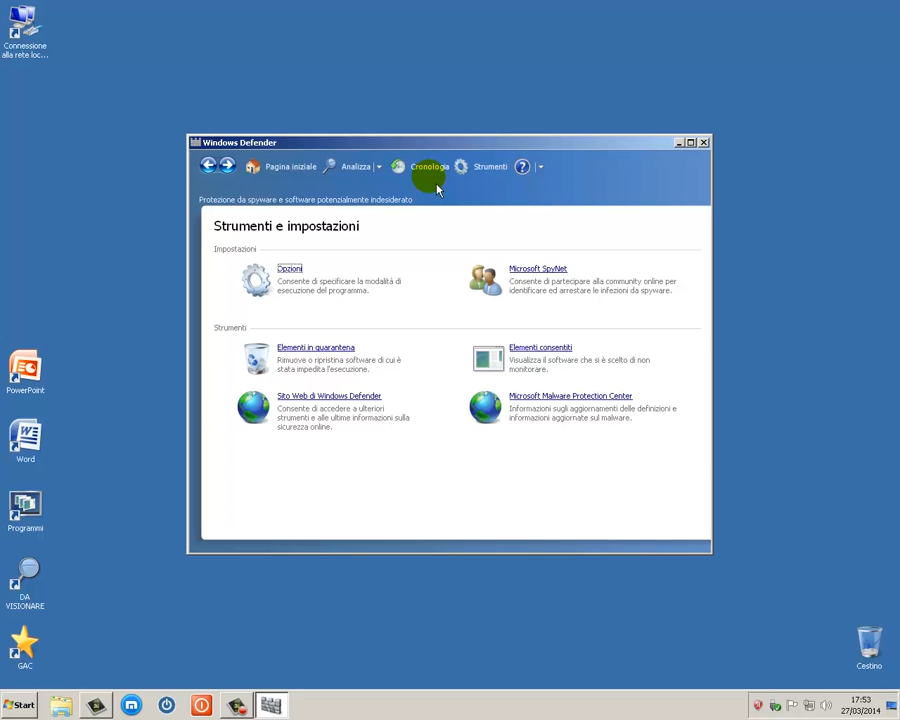 Connessione
alla rete loc...
Windows Defender
Pagina iniziale
Analizza
Cronologia
Strumenti
Protezione da spyware e software potenzialmente indesiderato
Strumenti e impostazioni
Impostazioni
Opzioni
Consente di specificare la modalità di
esecuzione del programma.
Microsoft SpyNet
Consente di partecipare alla community online per
identificare ed arrestare le infezioni da spyware.
Strumenti
Elementi in quarantena
Rimuove o ripristina software di cui è
stata impedita l'esecuzione.
Elementi consentiti
Visualizza il software che si è scelto di non
monitorare.
Sito Web di Windows Defender
Consente di accedere a ulteriori
strumenti e alle ultime informazioni sulla
sicurezza online.
Microsoft Malware Protection Center
Informazioni sugli aggiornamenti delle definizioni e
informazioni aggiornate sul malware.
PowerPoint
Word
Programmi
DA
VISIONARE
GAC
Cestino
Start
17:53
27/03/2014